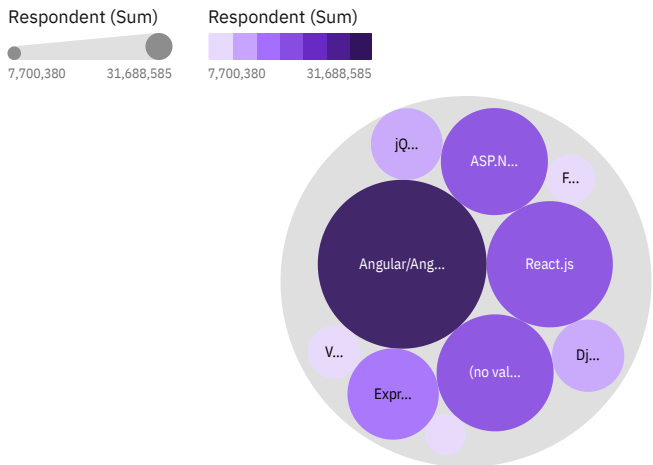 Respondent (Sum)
7,700,380 31,688,585
Respondent (Sum)
7,700,380 31,688,585
jQ...
ASP.N...
F...
Angular/Ang...
React.js
V...
Dj...
(no val...
Expr...